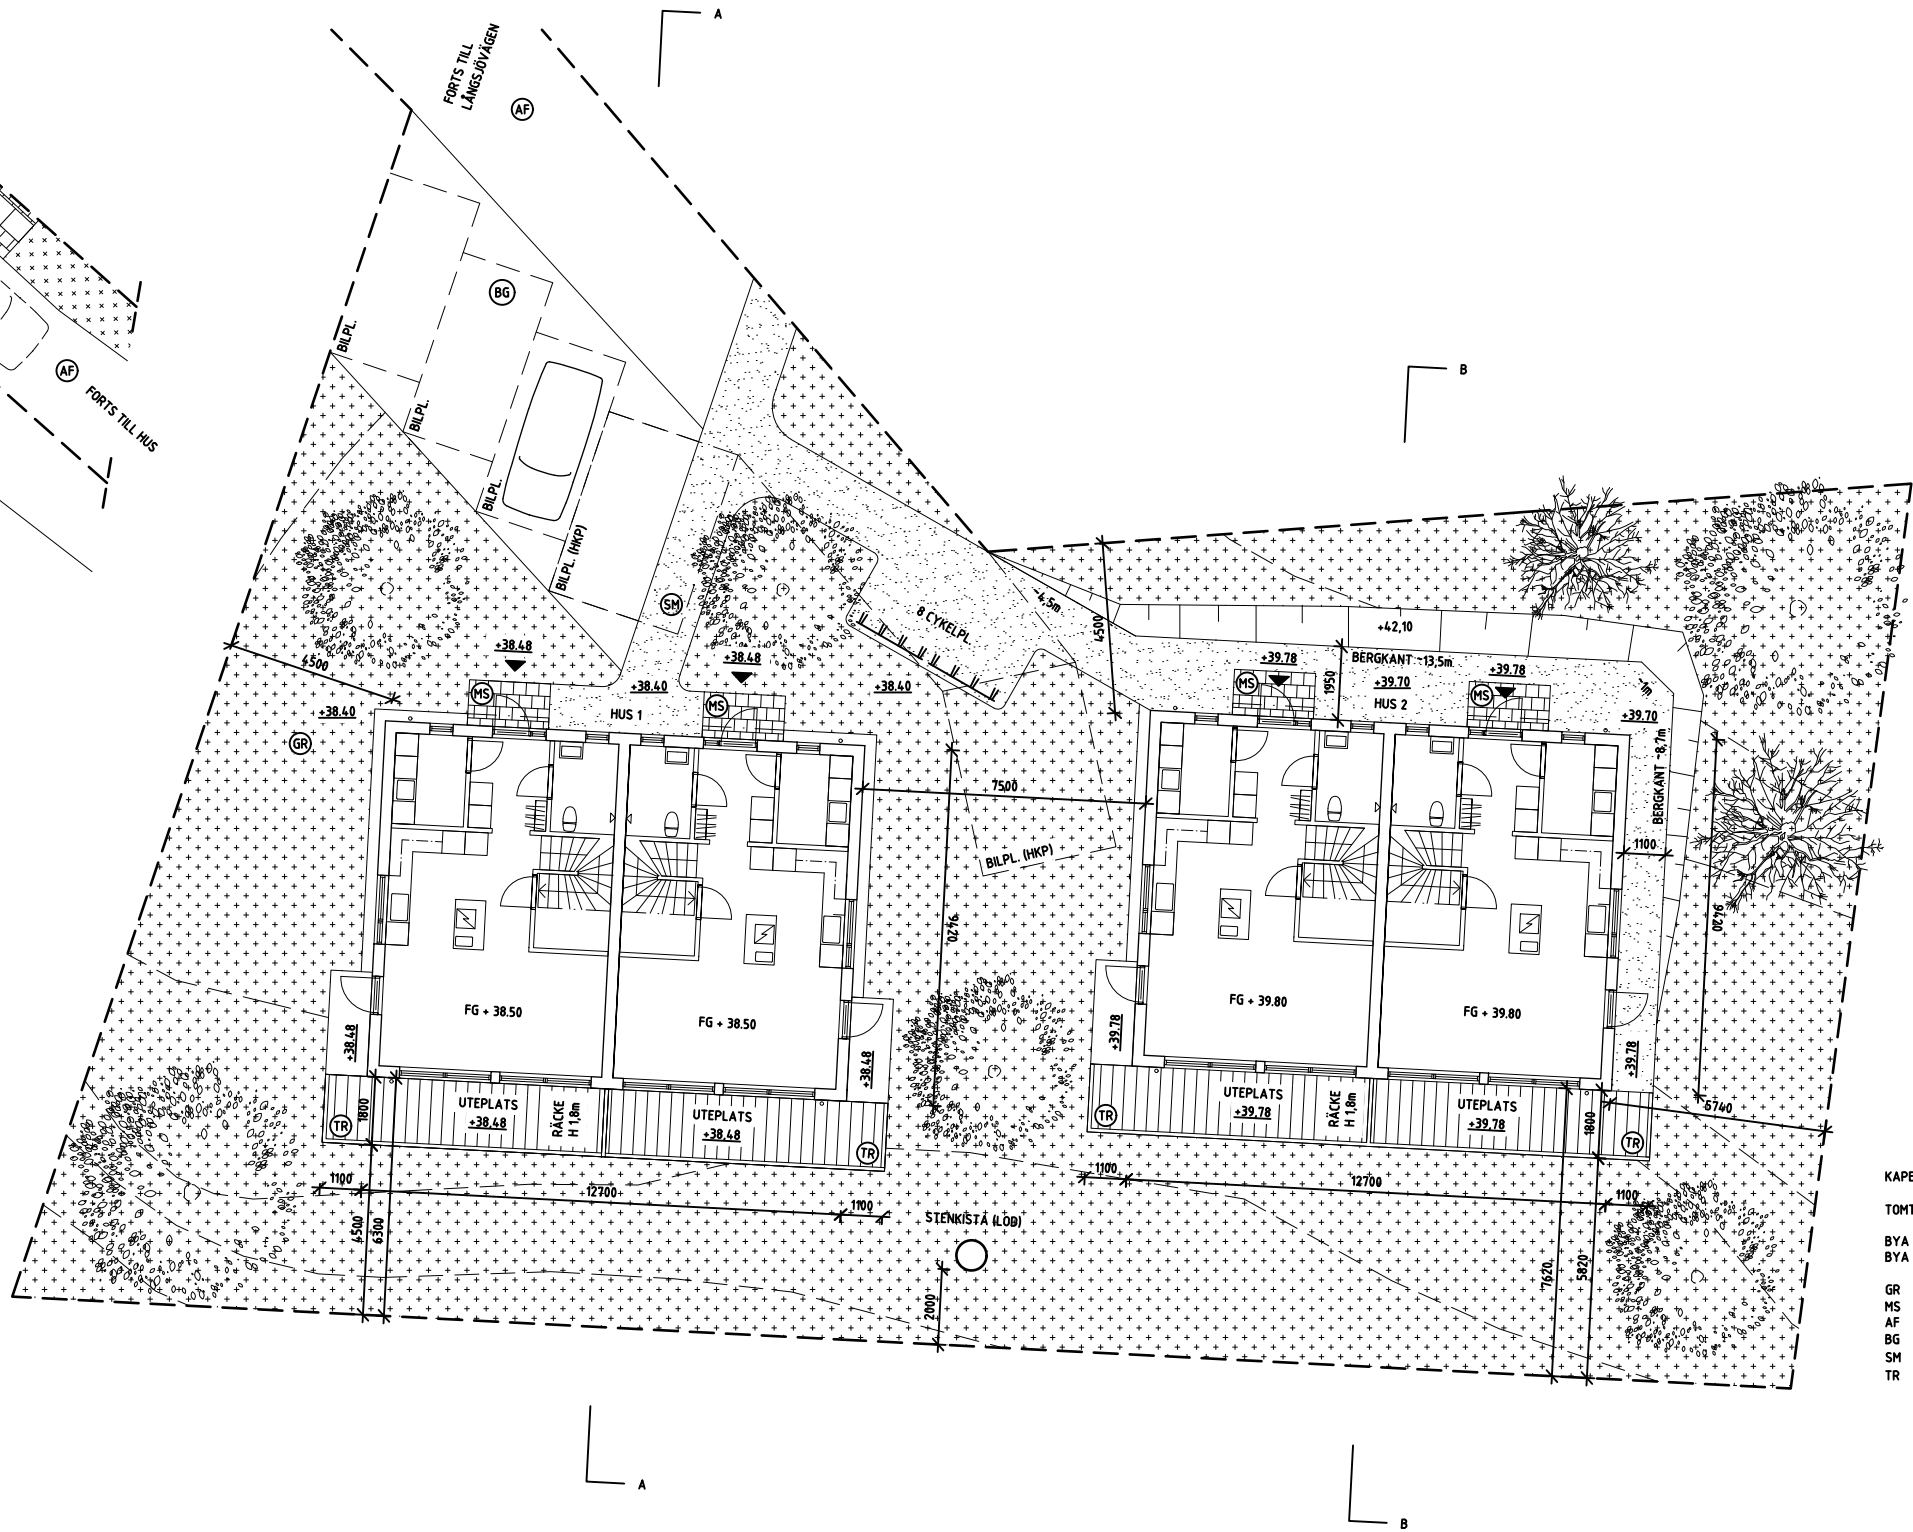 A
FORTS TILL
LÅNGSJÖVÄGEN
AF
BG
BILPL.
AF
FORTS TILL HUS
BILPL.
BILPL.
BILPL. (HKP)
B
SM
8 CYKELPL.
~4,5m
4500
+42,10
+38.48
+38.48
4500
+38.40
+38.40
+38.40
MS
MS
HUS 1
GR
+39.78
BERGKANT ~13,5m
+39.78
MS
1950
+39.70
MS
~1m
HUS 2
+39.70
BERGKANT ~8,7m
7500
BILPL. (HKP)
1100
9420
9420
FG + 38.50
FG + 38.50
FG + 39.80
FG + 39.80
+38.48
+38.48
+39.78
+39.78
UTEPLATS
+38.48
RÄCKE
H 1,8m
UTEPLATS
+38.48
UTEPLATS
+39.78
RÄCKE
H 1,8m
UTEPLATS
+39.78
1800
TR
TR
TR
1800
TR
5740
1100
12700
1100
1100
12700
1100
4500
6300
STENKISTA (LOD)
2000
7620
5820
KAPE
TOMT
BYA
BYA
GR
MS
AF
BG
SM
TR
A
B